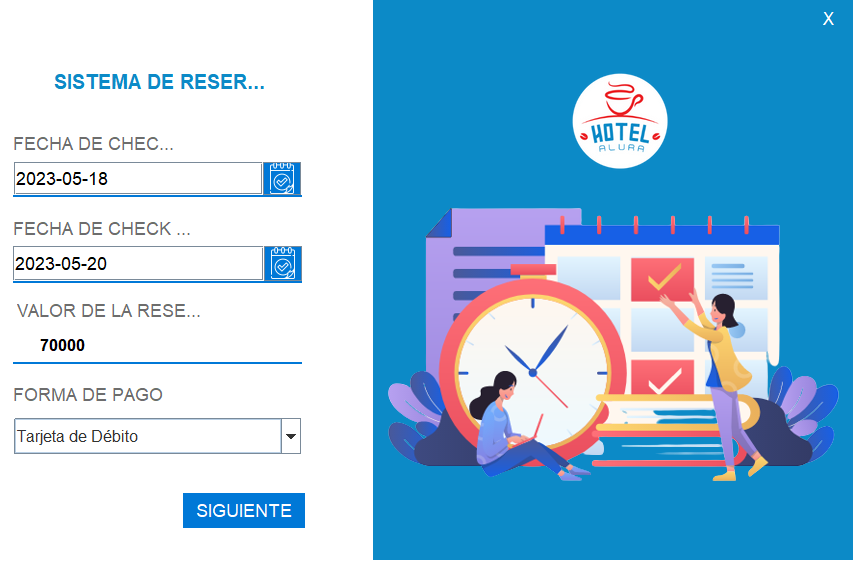 X
SISTEMA DE RESER...
FECHA DE CHEC...
2023-05-18
FECHA DE CHECK ...
2023-05-20
VALOR DE LA RESE...
70000
FORMA DE PAGO
Tarjeta de Débito
SIGUIENTE
HOTEL
ALURA